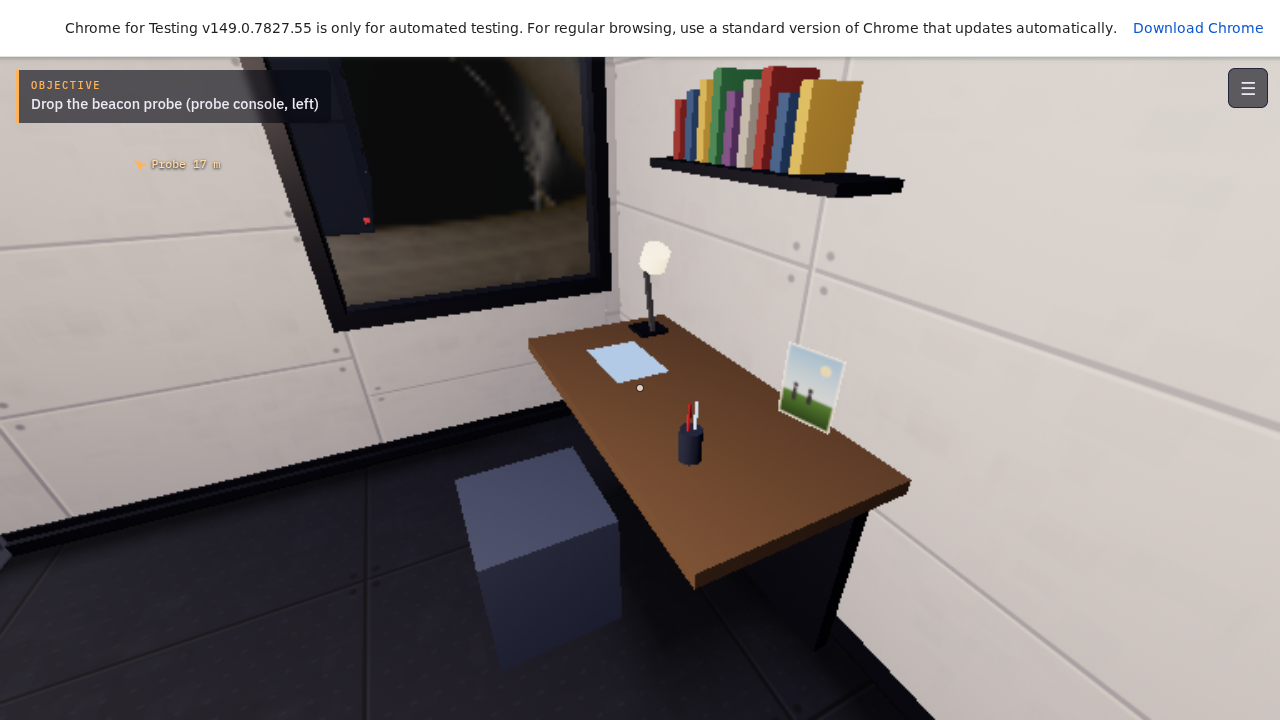 Chrome for Testing v149.0.7827.55 is only for automated testing. For regular browsing, use a standard version of Chrome that updates automatically. Download Chrome
OBJECTIVE
Drop the beacon probe (probe console, left)
Probe 17 m